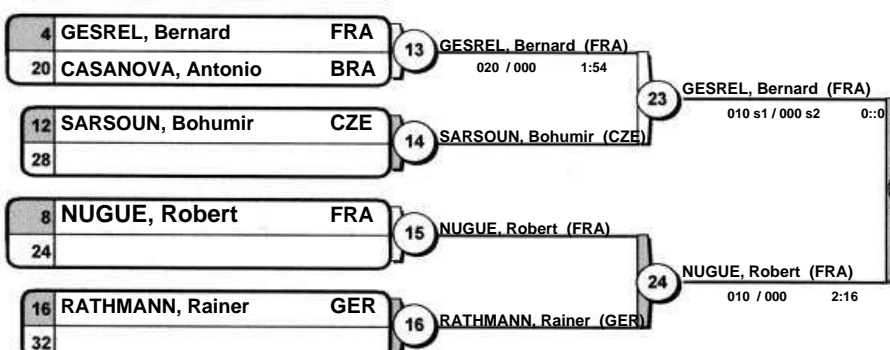 4 GESREL, Bernard FRA
20 CASANOVA, Antonio BRA
13
GESREL, Bernard (FRA)
020 / 000 1:54
12 SARSOUN, Bohumir CZE
28
14
SARSOUN, Bohumir (CZE)
23
GESREL, Bernard (FRA)
010 s1 / 000 s2 0::0
8 NUGUE, Robert FRA
24
15
NUGUE, Robert (FRA)
16 RATHMANN, Rainer GER
32
16
RATHMANN, Rainer (GER)
24
NUGUE, Robert (FRA)
010 / 000 2:16